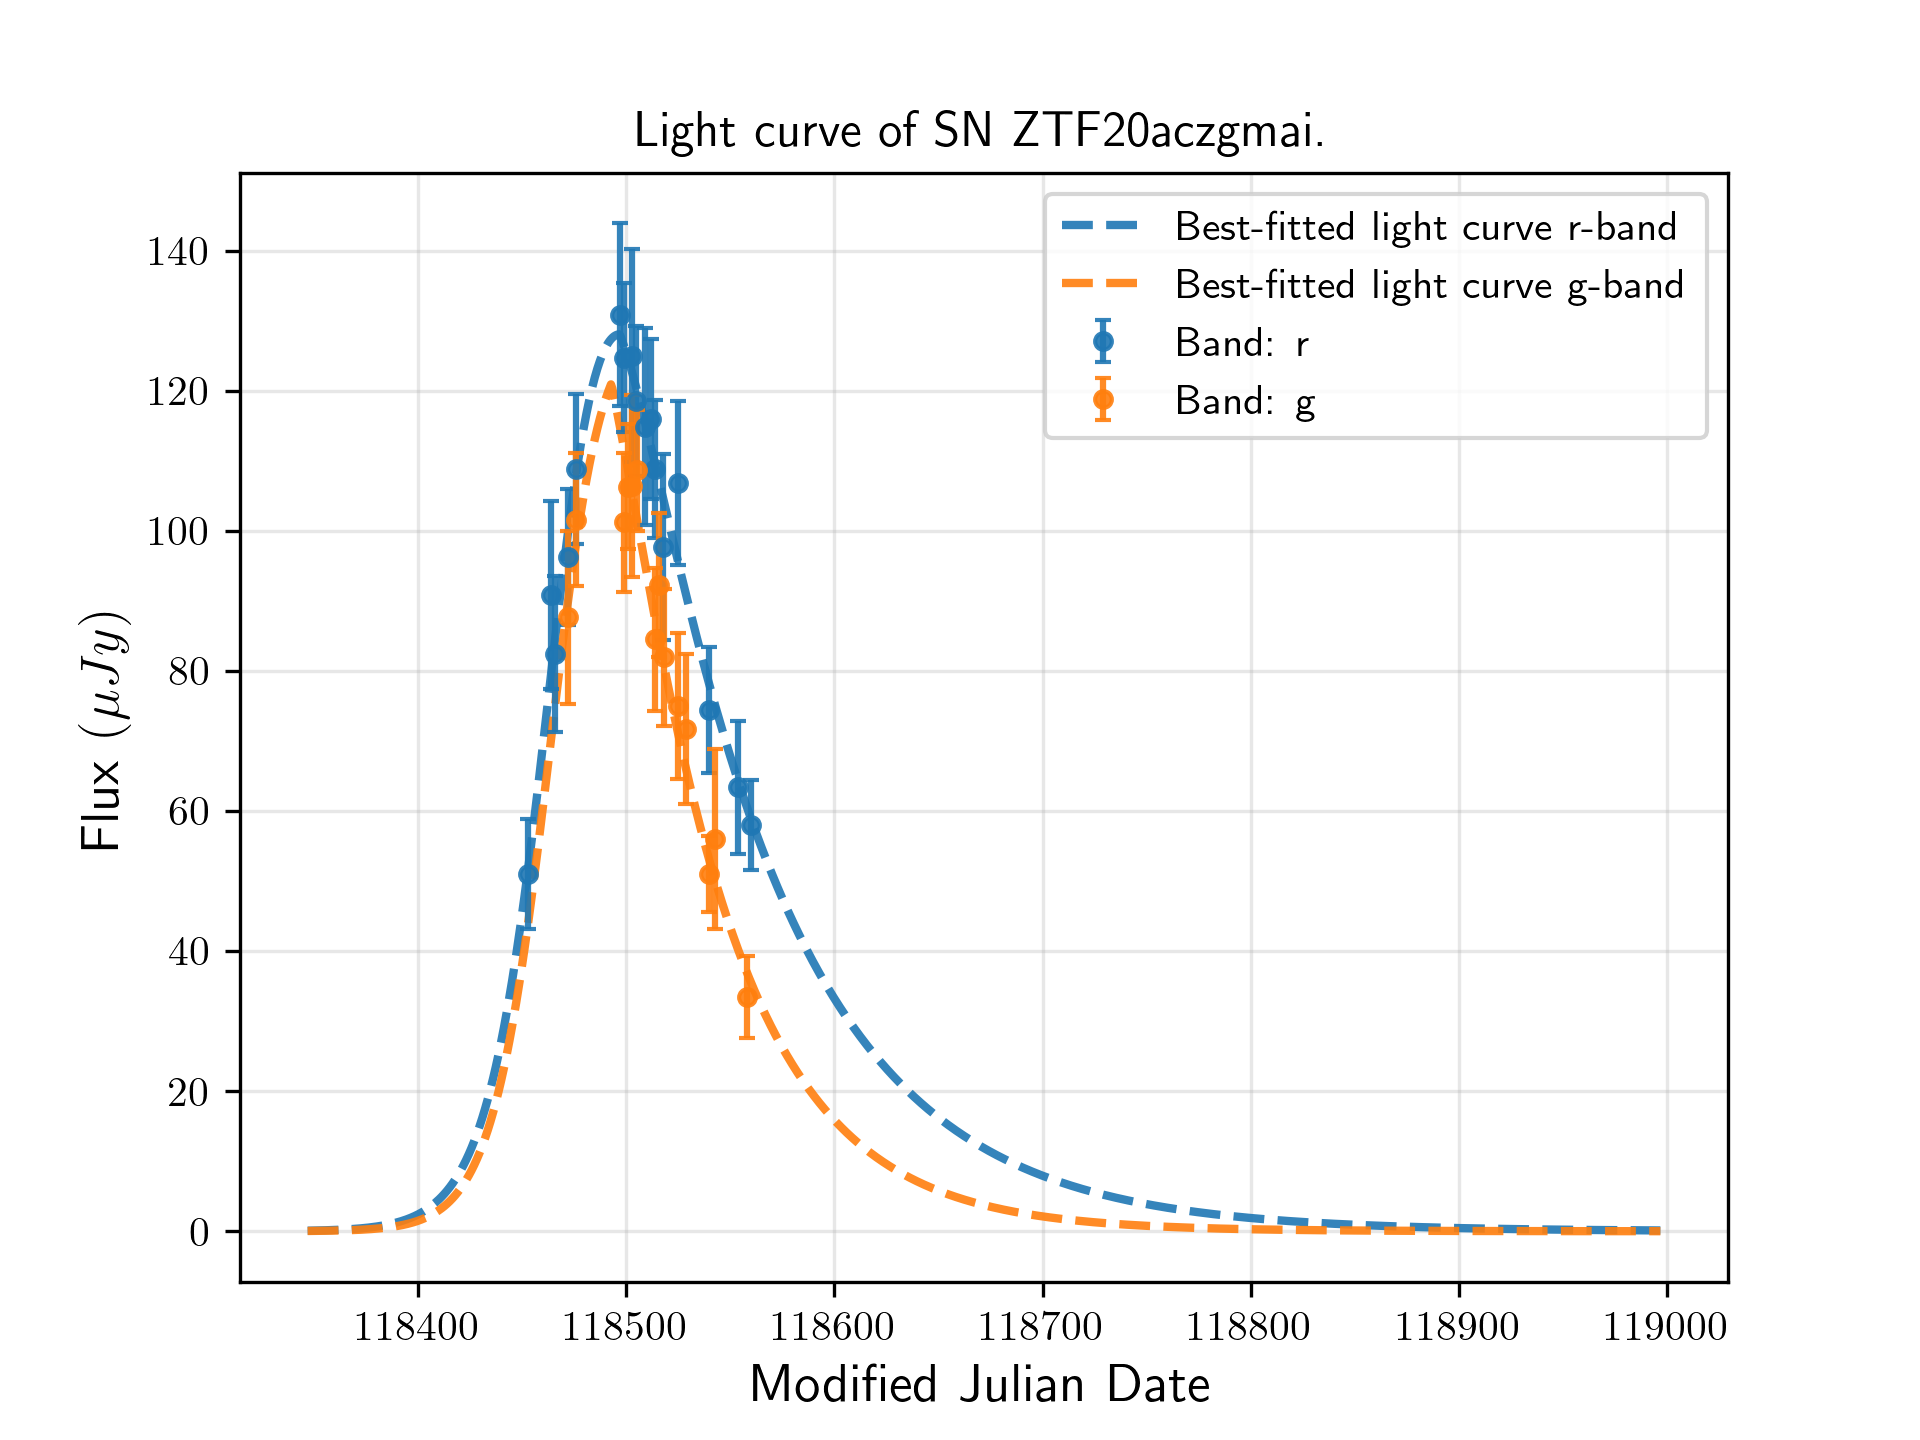 Light curve of SN ZTF20aczgmai.
Best-fitted light curve r-band
Best-fitted light curve g-band
Band: r
Band: g
Flux (μJy)
140
120
100
80
60
40
20
0
118400 118500 118600 118700 118800 118900 119000
Modified Julian Date